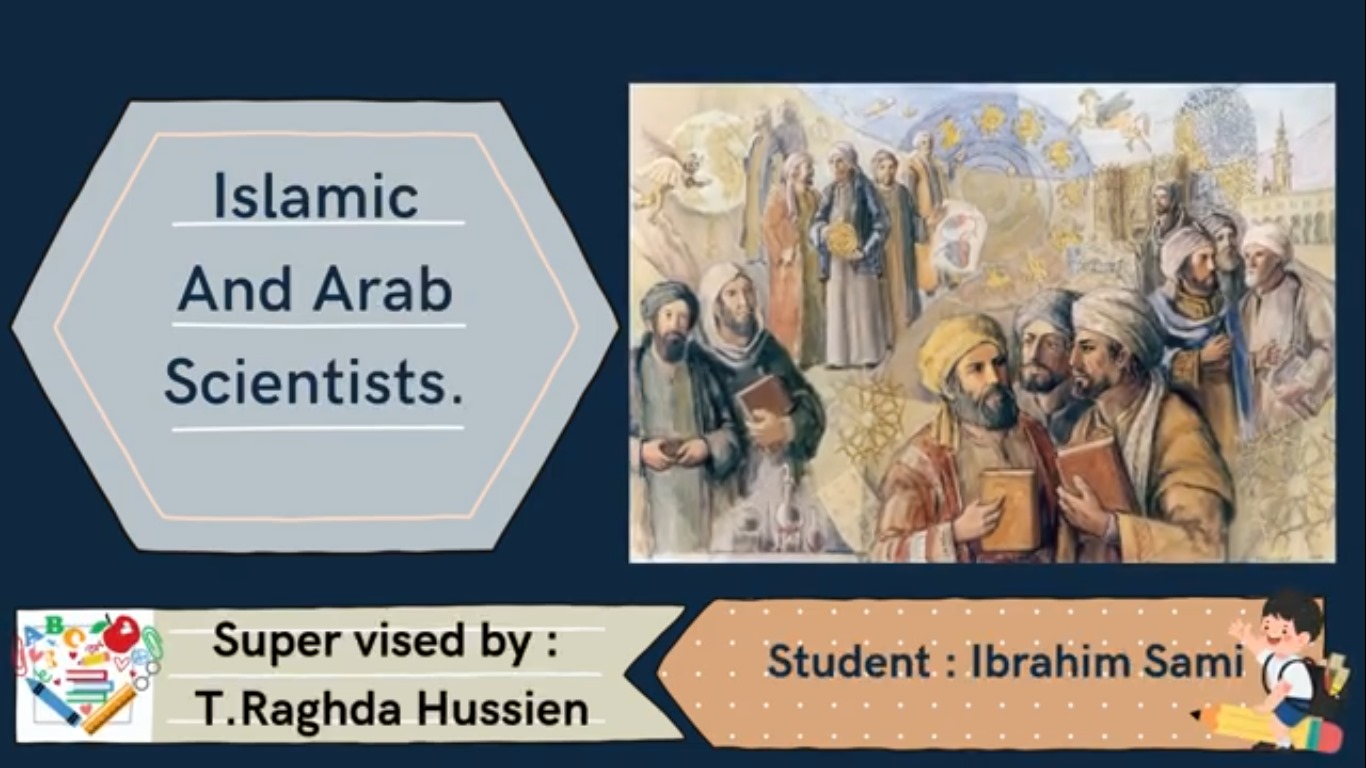 Islamic
And Arab
Scientists.
Super vised by :
T.Raghda Hussien
Student : Ibrahim Sami